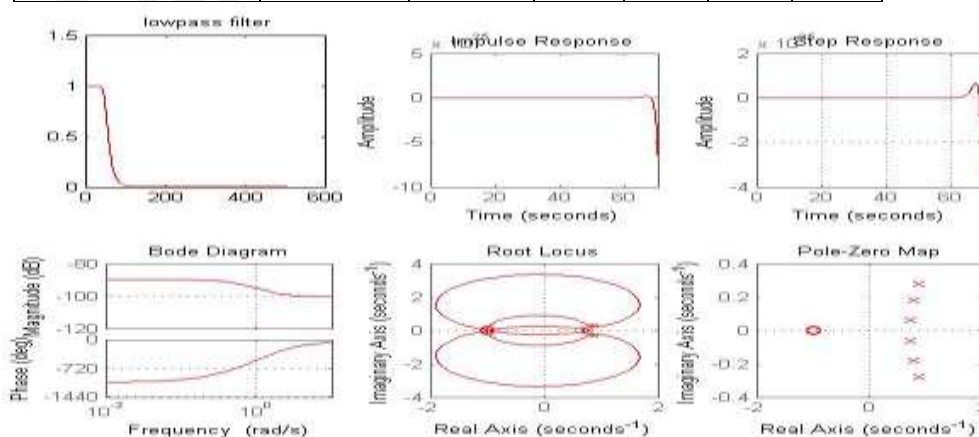 lowpass filter
1.5
1
0.5
0
0 200 400 600
Impulse Response
5
0
-5
-10
Amplitude
0 20 40 60
Time (seconds)
Step Response
2
0
-2
-4
Amplitude
0 20 40 60
Time (seconds)
Bode Diagram
-80
-100
-120
Magnitude (dB)
0
-720
-1440
Phase (deg)
10⁰
Frequency (rad/s)
Root Locus
4
2
0
-2
-4
Imaginary Axis (seconds⁻¹)
-2 0 2
Real Axis (seconds⁻¹)
Pole-Zero Map
0.4
0.2
0
-0.2
-0.4
Imaginary Axis (seconds⁻¹)
-2 0 2
Real Axis (seconds⁻¹)